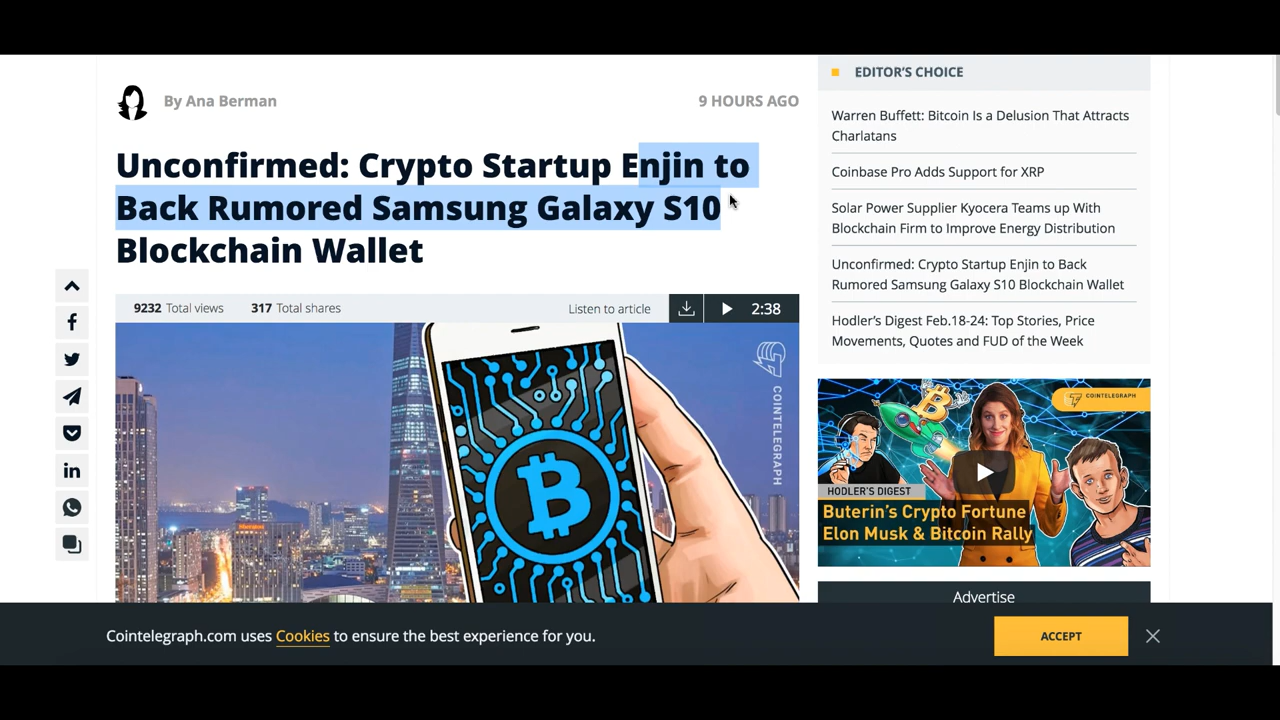 By Ana Berman
9 HOURS AGO
Unconfirmed: Crypto Startup Enjin to
Back Rumored Samsung Galaxy S10
Blockchain Wallet
9232 Total views
317 Total shares
Listen to article
2:38
COINTELEGRAPH
EDITOR'S CHOICE
Warren Buffett: Bitcoin Is a Delusion That Attracts
Charlatans
Coinbase Pro Adds Support for XRP
Solar Power Supplier Kyocera Teams up With
Blockchain Firm to Improve Energy Distribution
Unconfirmed: Crypto Startup Enjin to Back
Rumored Samsung Galaxy S10 Blockchain Wallet
Hodler's Digest Feb.18-24: Top Stories, Price
Movements, Quotes and FUD of the Week
COINTELEGRAPH
HODLER'S DIGEST
Buterin's Crypto Fortune
Elon Musk & Bitcoin Rally
Advertise
Cointelegraph.com uses Cookies to ensure the best experience for you.
ACCEPT